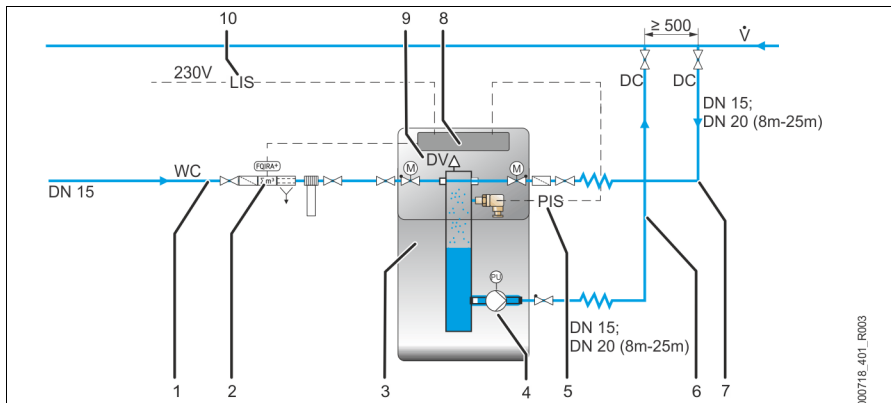 10
9
8
≥ 500
V̇
230V
LIS
DC
DC
DN 15;
DN 20 (8m-25m)
FQIRA+
DV
M
M
WC
m³
DN 15
PIS
PU
DN 15;
DN 20 (8m-25m)
1
2
3
4
5
6
7
000718_401_R003